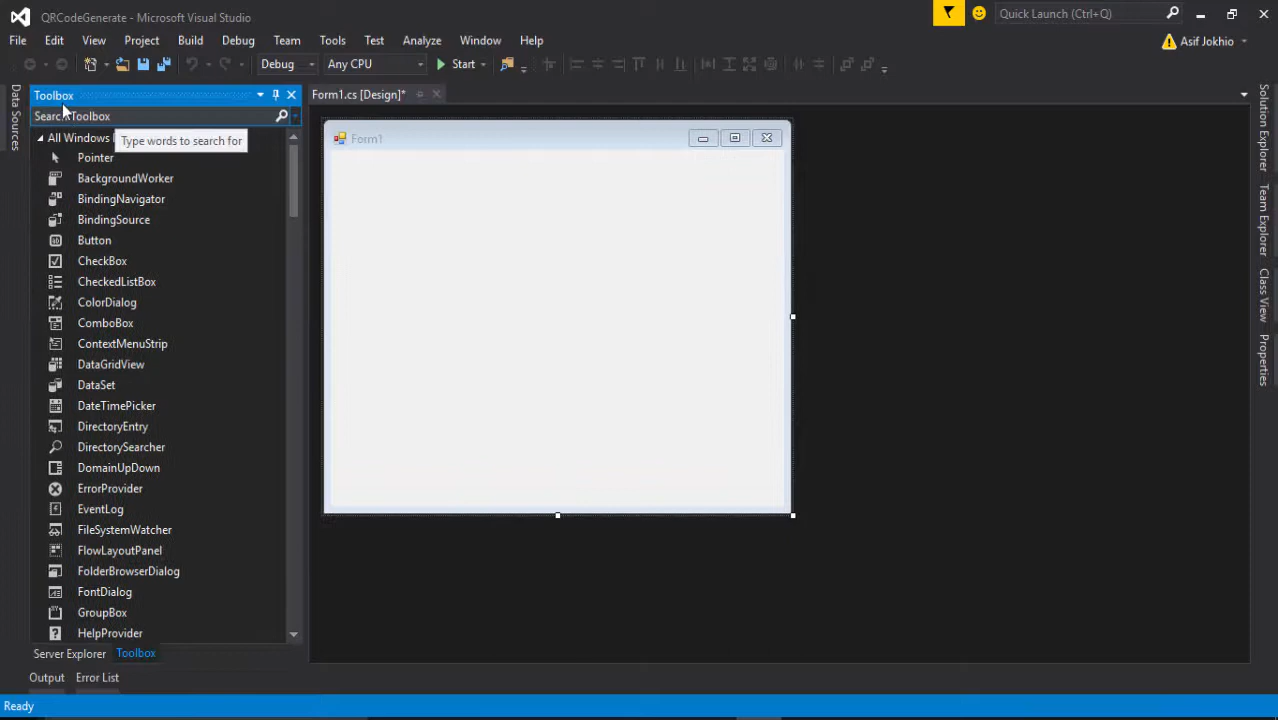 QRCodeGenerate - Microsoft Visual Studio
Quick Launch (Ctrl+Q)
File Edit View Project Build Debug Team Tools Test Analyze Window Help
Asif Jokhio
Debug Any CPU Start
Data Sources
Toolbox
Search Toolbox
Type words to search for
All Windows
Pointer
BackgroundWorker
BindingNavigator
BindingSource
Button
CheckBox
CheckedListBox
ColorDialog
ComboBox
ContextMenuStrip
DataGridView
DataSet
DateTimePicker
DirectoryEntry
DirectorySearcher
DomainUpDown
ErrorProvider
EventLog
FileSystemWatcher
FlowLayoutPanel
FolderBrowserDialog
FontDialog
GroupBox
HelpProvider
Server Explorer Toolbox
Form1.cs [Design]*
Form1
Solution Explorer
Team Explorer
Class View
Properties
Output Error List
Ready